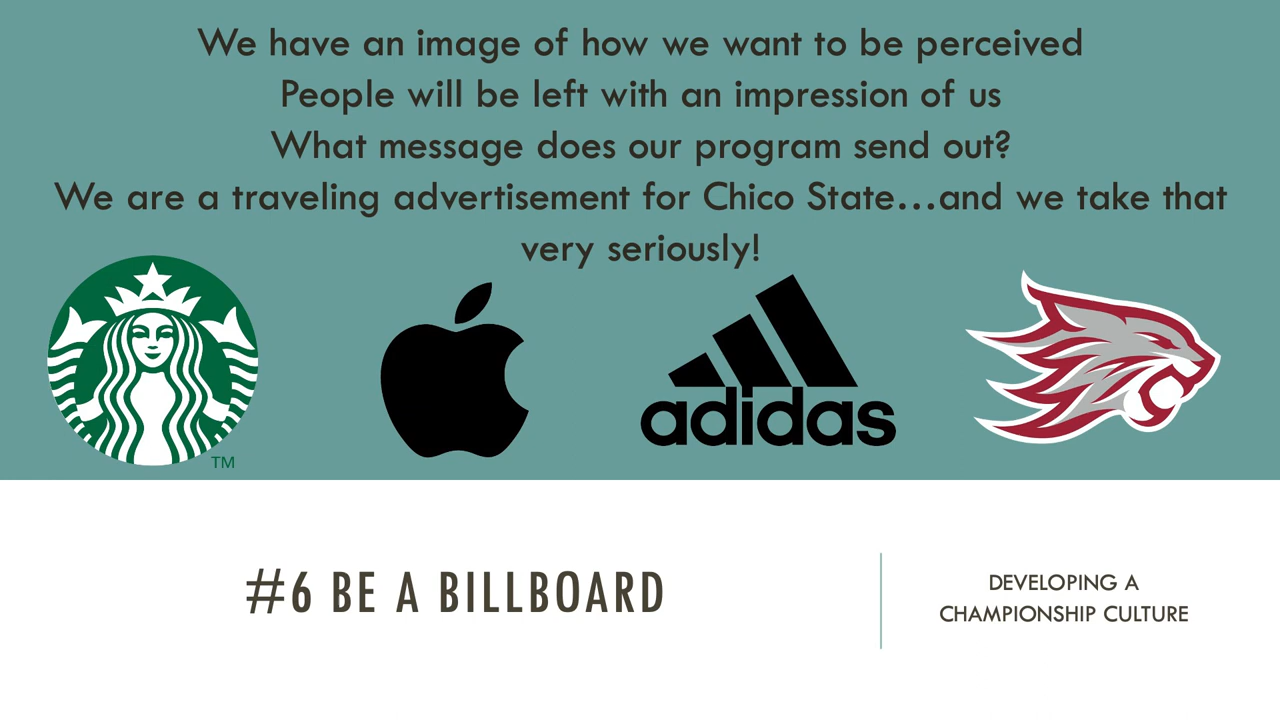 We have an image of how we want to be perceived
People will be left with an impression of us
What message does our program send out?
We are a traveling advertisement for Chico State...and we take that
very seriously!
TM
adidas
#6 BE A BILLBOARD
DEVELOPING A
CHAMPIONSHIP CULTURE